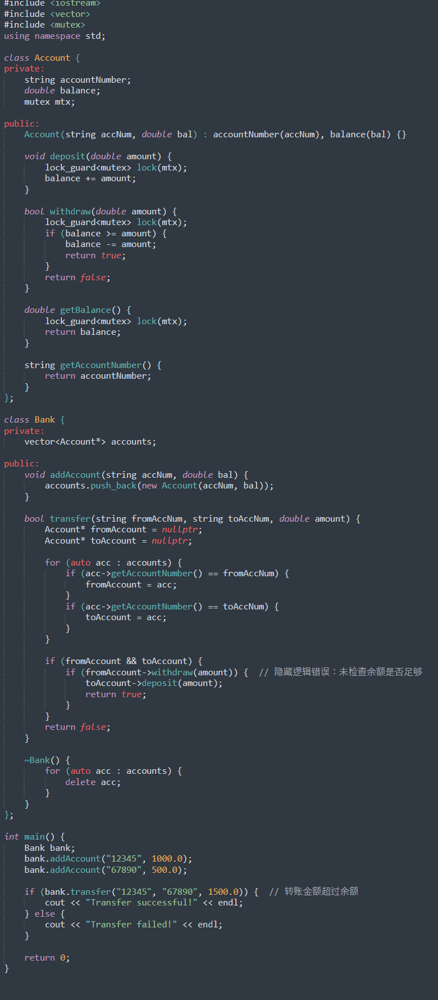 #include <iostream>
#include <vector>
#include <mutex>
using namespace std;

class Account {
private:
    string accountNumber;
    double balance;
    mutex mtx;

public:
    Account(string accNum, double bal) : accountNumber(accNum), balance(bal) {}

    void deposit(double amount) {
        lock_guard<mutex> lock(mtx);
        balance += amount;
    }

    bool withdraw(double amount) {
        lock_guard<mutex> lock(mtx);
        if (balance >= amount) {
            balance -= amount;
            return true;
        }
        return false;
    }

    double getBalance() {
        lock_guard<mutex> lock(mtx);
        return balance;
    }

    string getAccountNumber() {
        return accountNumber;
    }
};

class Bank {
private:
    vector<Account*> accounts;

public:
    void addAccount(string accNum, double bal) {
        accounts.push_back(new Account(accNum, bal));
    }

    bool transfer(string fromAccNum, string toAccNum, double amount) {
        Account* fromAccount = nullptr;
        Account* toAccount = nullptr;

        for (auto acc : accounts) {
            if (acc->getAccountNumber() == fromAccNum) {
                fromAccount = acc;
            }
            if (acc->getAccountNumber() == toAccNum) {
                toAccount = acc;
            }
        }

        if (fromAccount && toAccount) {
            if (fromAccount->withdraw(amount)) {  // 隐藏逻辑错误：未检查余额是否足够
                toAccount->deposit(amount);
                return true;
            }
        }
        return false;
    }

    ~Bank() {
        for (auto acc : accounts) {
            delete acc;
        }
    }
};

int main() {
    Bank bank;
    bank.addAccount("12345", 1000.0);
    bank.addAccount("67890", 500.0);

    if (bank.transfer("12345", "67890", 1500.0)) {  // 转账金额超过余额
        cout << "Transfer successful!" << endl;
    } else {
        cout << "Transfer failed!" << endl;
    }

    return 0;
}